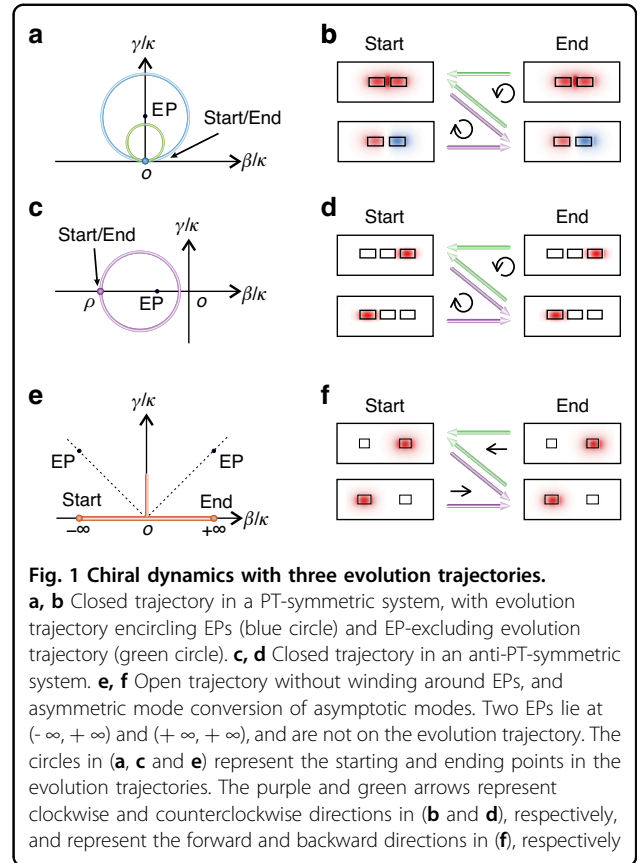 a
γ/κ
EP
Start/End
o
β/κ
b
Start
End
c
γ/κ
Start/End
ρ
EP
o
β/κ
d
Start
End
e
γ/κ
EP
EP
Start
End
-∞
o
+∞
β/κ
f
Start
End
Fig. 1 Chiral dynamics with three evolution trajectories.
a, b Closed trajectory in a PT-symmetric system, with evolution
trajectory encircling EPs (blue circle) and EP-excluding evolution
trajectory (green circle). c, d Closed trajectory in an anti-PT-symmetric
system. e, f Open trajectory without winding around EPs, and
asymmetric mode conversion of asymptotic modes. Two EPs lie at
(- ∞, + ∞) and (+ ∞, + ∞), and are not on the evolution trajectory. The
circles in (a, c and e) represent the starting and ending points in the
evolution trajectories. The purple and green arrows represent
clockwise and counterclockwise directions in (b and d), respectively,
and represent the forward and backward directions in (f), respectively